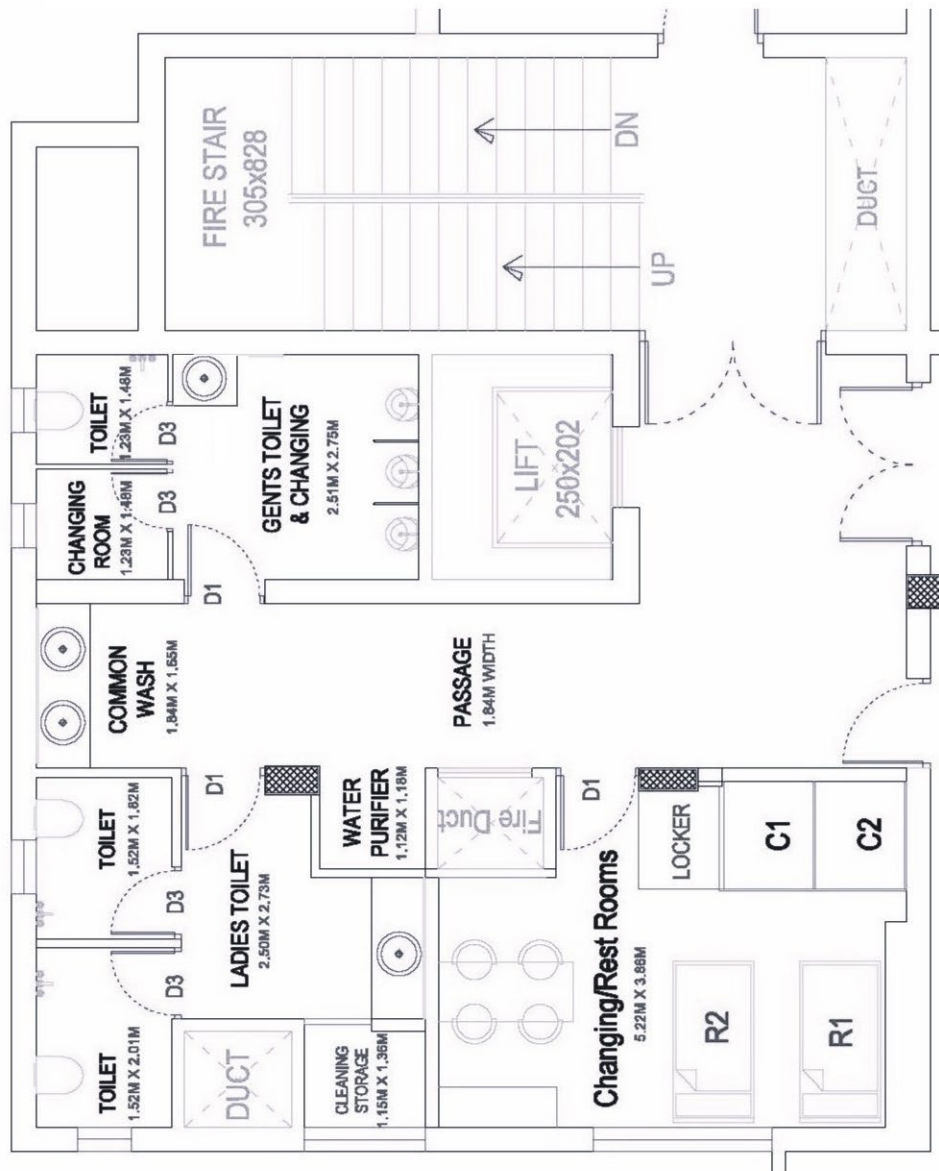 FIRE STAIR
305x828
DN
UP
DUCT
TOILET
1.23M X 1.48M
D3
CHANGING
ROOM
1.23M X 1.48M
D3
GENTS TOILET
& CHANGING
2.51M X 2.75M
LIFT
250x202
D1
COMMON
WASH
1.84M X 1.65M
PASSAGE
1.84M WIDTH
D1
TOILET
1.52M X 1.82M
D3
LADIES TOILET
2.50M X 2.73M
WATER
PURIFIER
1.12M X 1.18M
Fire Duct
D1
LOCKER
C1
C2
Changing/Rest Rooms
5.22M X 3.86M
D3
TOILET
1.52M X 2.01M
DUCT
CLEANING
STORAGE
1.15M X 1.36M
R2
R1